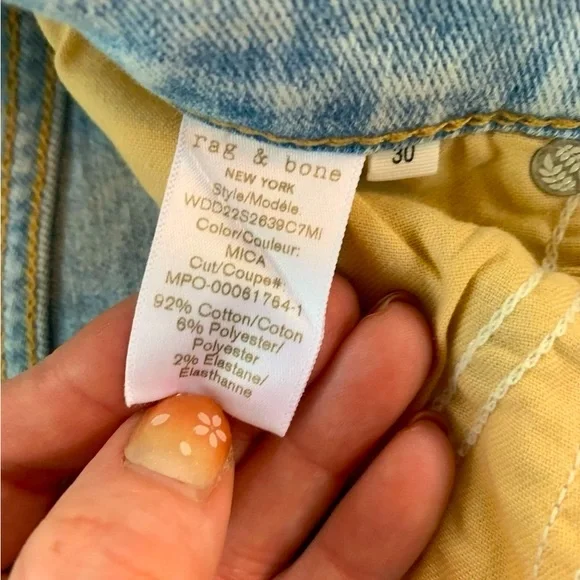 rag & bone
NEW YORK
Style/Modéle:
WDD22S2639C7MI
Color/Couleur:
MICA
Cut/Coupe#:
MPO-00061764-1
92% Cotton/Coton
6% Polyester/
Polyester
2% Elastane/
Élasthanne
30